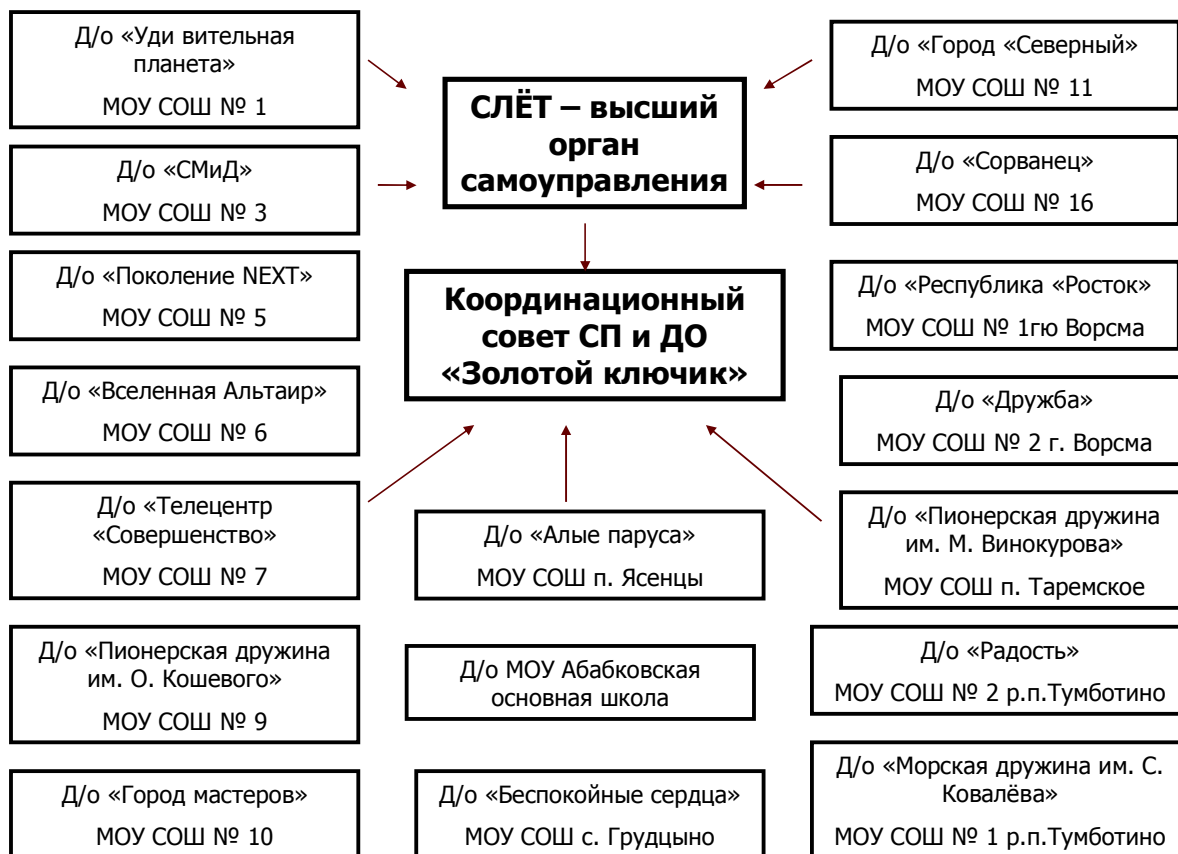 Д/о «Уди вительная
планета»
МОУ СОШ № 1
Д/о «СМиД»
МОУ СОШ № 3
Д/о «Поколение NEXT»
МОУ СОШ № 5
Д/о «Вселенная Альтаир»
МОУ СОШ № 6
Д/о «Телецентр
«Совершенство»
МОУ СОШ № 7
Д/о «Пионерская дружина
им. О. Кошевого»
МОУ СОШ № 9
Д/о «Город мастеров»
МОУ СОШ № 10
СЛЁТ – высший
орган
самоуправления
Координационный
совет СП и ДО
«Золотой ключик»
Д/о «Алые паруса»
МОУ СОШ п. Ясенцы
Д/о МОУ Абабковская
основная школа
Д/о «Беспокойные сердца»
МОУ СОШ с. Грудцыно
Д/о «Город «Северный»
МОУ СОШ № 11
Д/о «Сорванец»
МОУ СОШ № 16
Д/о «Республика «Росток»
МОУ СОШ № 1гю Ворсма
Д/о «Дружба»
МОУ СОШ № 2 г. Ворсма
Д/о «Пионерская дружина
им. М. Винокурова»
МОУ СОШ п. Таремское
Д/о «Радость»
МОУ СОШ № 2 р.п.Тумботино
Д/о «Морская дружина им. С.
Ковалёва»
МОУ СОШ № 1 р.п.Тумботино